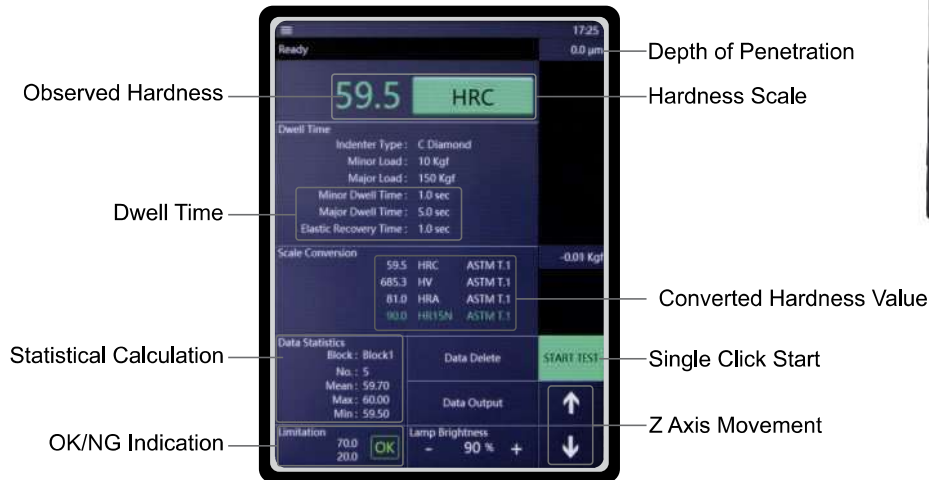 17:25
Ready
0.0 µm
Depth of Penetration
Observed Hardness
59.5 HRC
Hardness Scale
Dwell Time
Indenter Type : C Diamond
Minor Load : 10 Kgf
Major Load : 150 Kgf
Minor Dwell Time : 1.0 sec
Dwell Time
Major Dwell Time : 5.0 sec
Elastic Recovery Time : 1.0 sec
Scale Conversion
-0.01 Kgf
59.5 HRC ASTM T.1
685.3 HV ASTM T.1
81.0 HRA ASTM T.1
90.0 HR15N ASTM T.1
Converted Hardness Value
Data Statistics
Statistical Calculation
Block : Block1
No. : 5
Mean : 59.70
Max : 60.00
Min : 59.50
Data Delete
START TEST
Single Click Start
Data Output
Z Axis Movement
OK/NG Indication
Limitation
70.0
20.0
OK
Lamp Brightness
- 90 % +